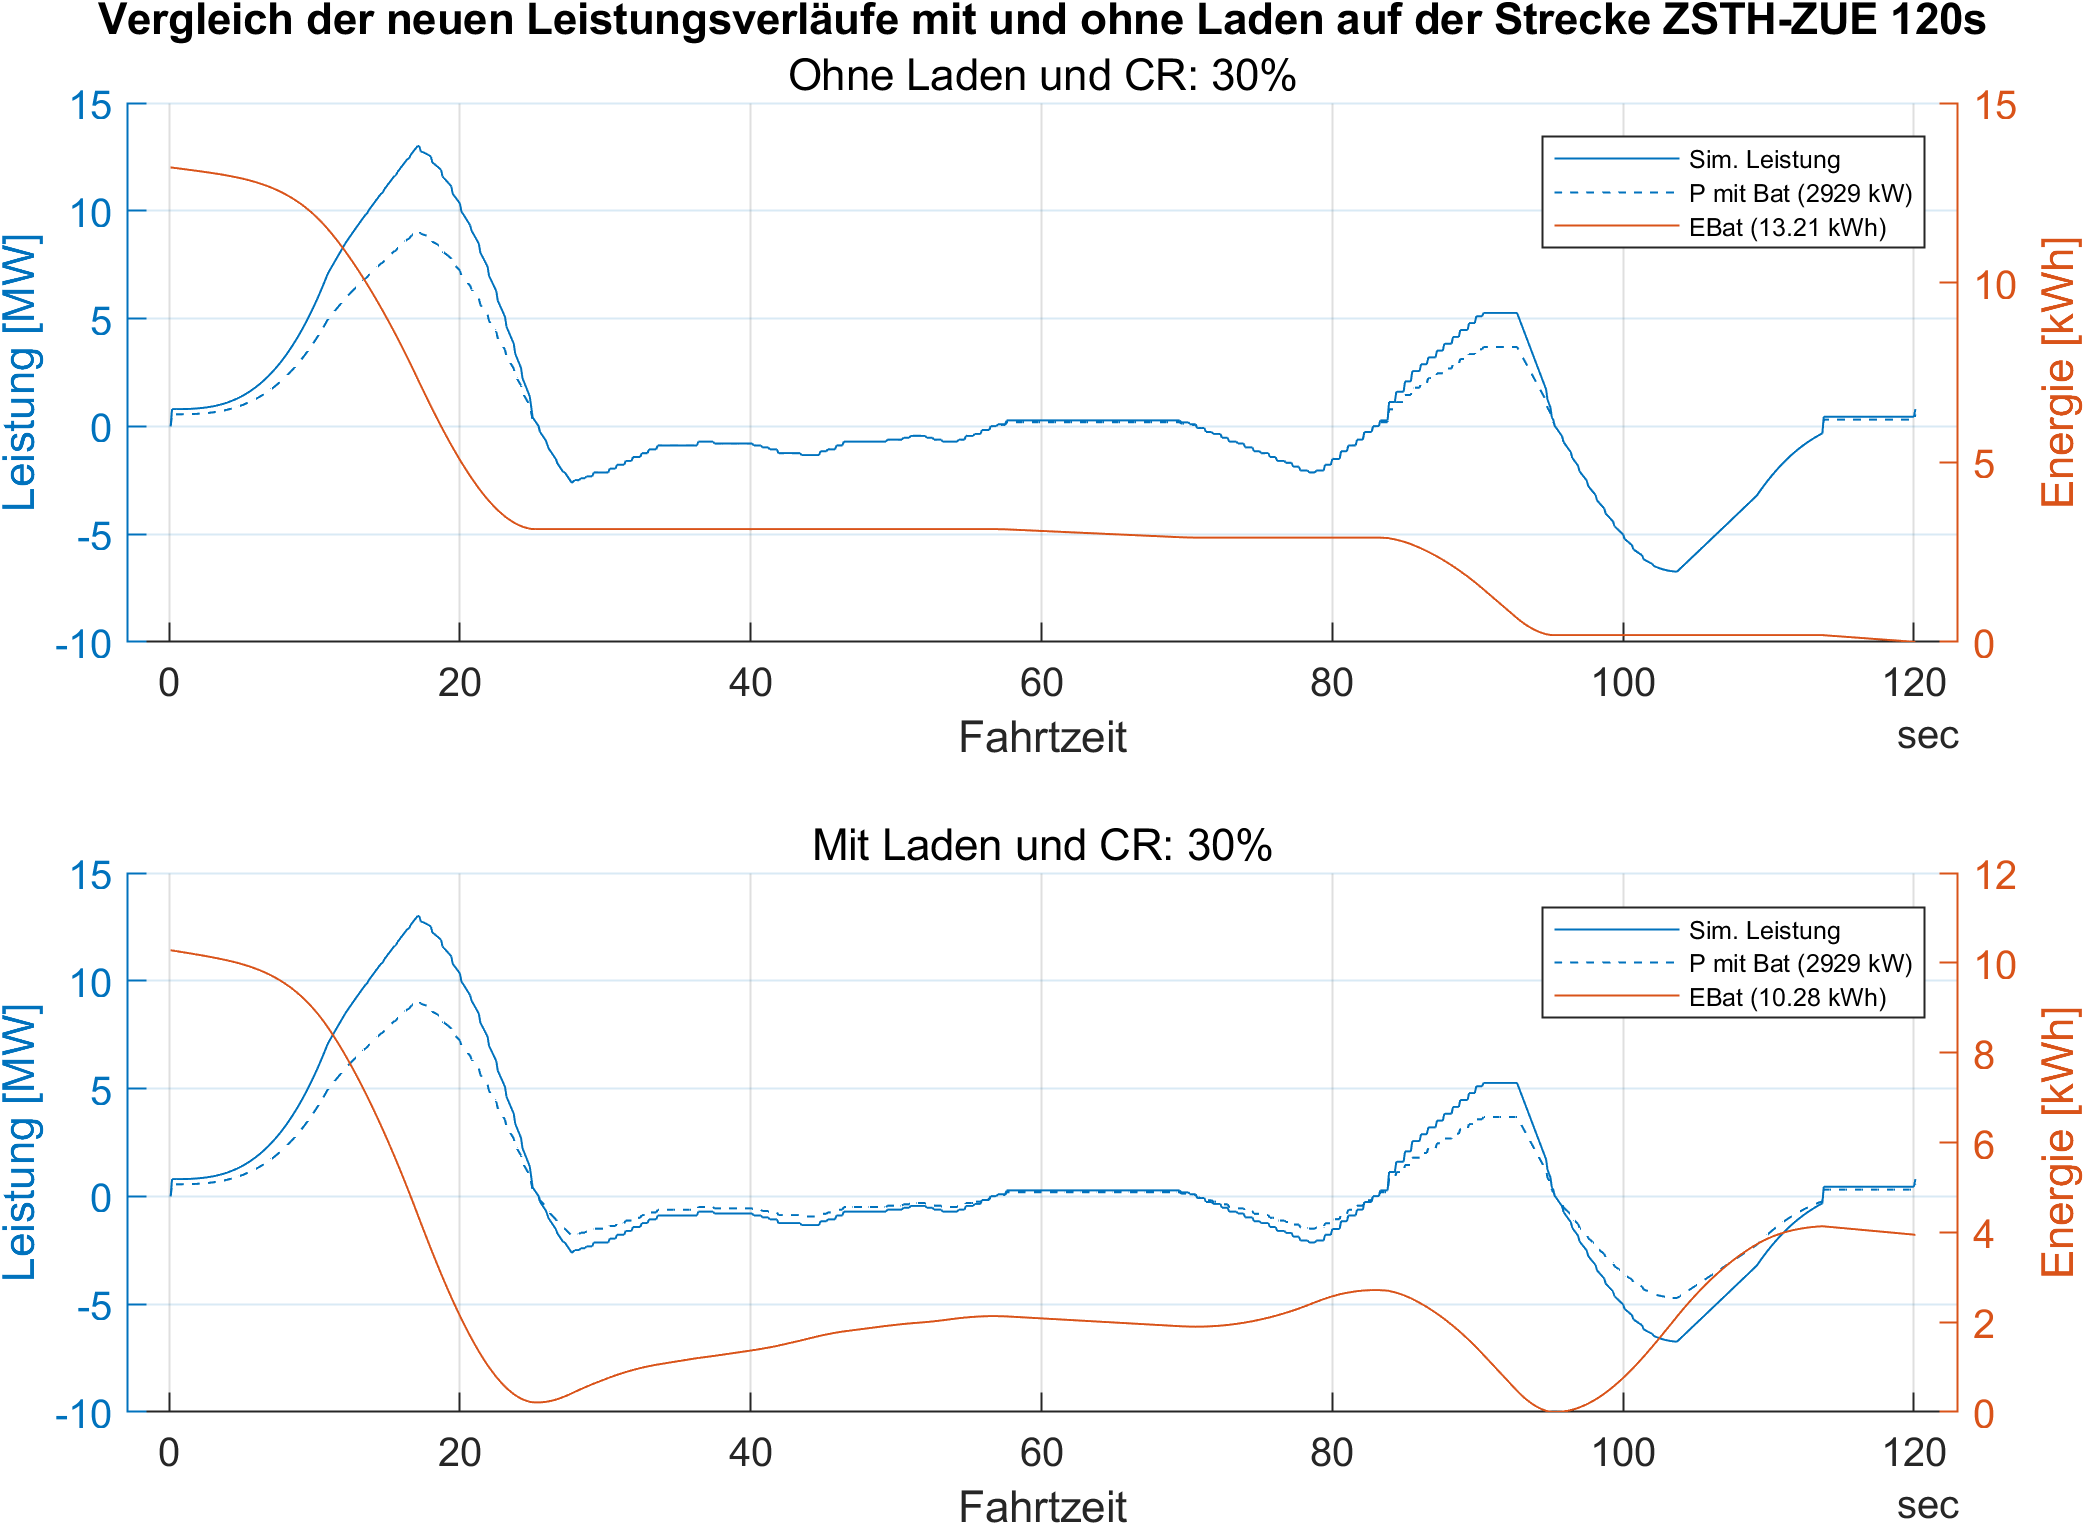 Vergleich der neuen Leistungsverläufe mit und ohne Laden auf der Strecke ZSTH-ZUE 120s
Ohne Laden und CR: 30%
Leistung [MW]
15
10
5
0
-5
-10
Sim. Leistung
P mit Bat (2929 kW)
EBat (13.21 kWh)
15
10
5
0
Energie [kWh]
0 20 40 60 80 100 120
Fahrtzeit
sec
Mit Laden und CR: 30%
Leistung [MW]
15
10
5
0
-5
-10
Sim. Leistung
P mit Bat (2929 kW)
EBat (10.28 kWh)
12
10
8
6
4
2
0
Energie [kWh]
0 20 40 60 80 100 120
Fahrtzeit
sec